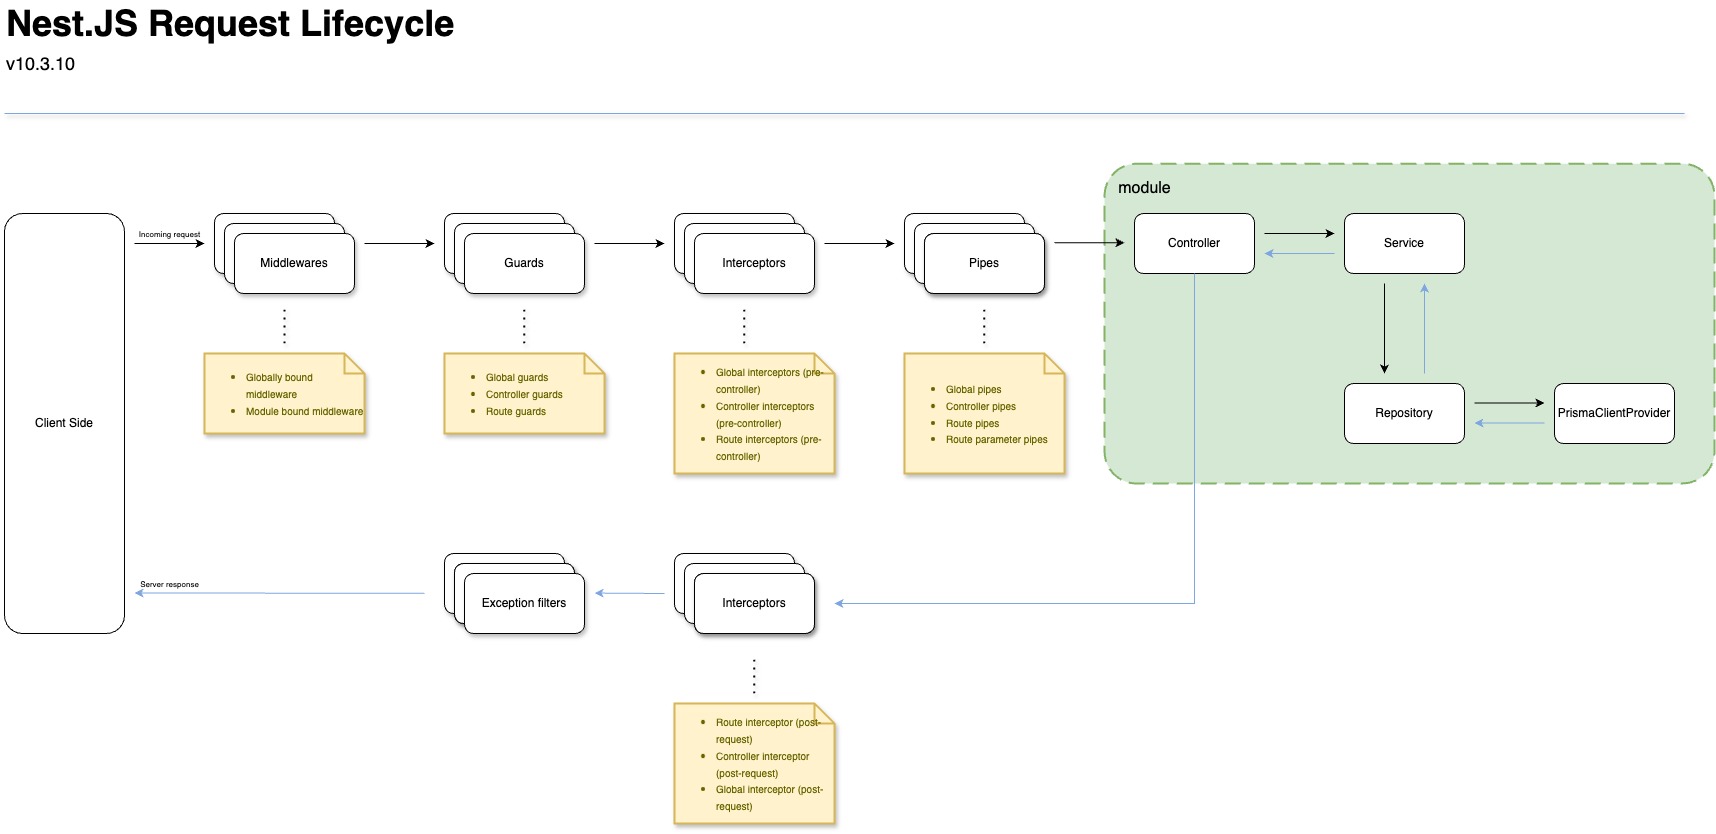 Nest.JS Request Lifecycle
v10.3.10
module
Incoming request
Middlewares
Guards
Interceptors
Pipes
Controller
Service
Client Side
• Globally bound
middleware
• Module bound middleware
• Global guards
• Controller guards
• Route guards
• Global interceptors (pre-
controller)
• Controller interceptors
(pre-controller)
• Route interceptors (pre-
controller)
• Global pipes
• Controller pipes
• Route pipes
• Route parameter pipes
Repository
PrismaClientProvider
Server response
Exception filters
Interceptors
• Route interceptor (post-
request)
• Controller interceptor
(post-request)
• Global interceptor (post-
request)